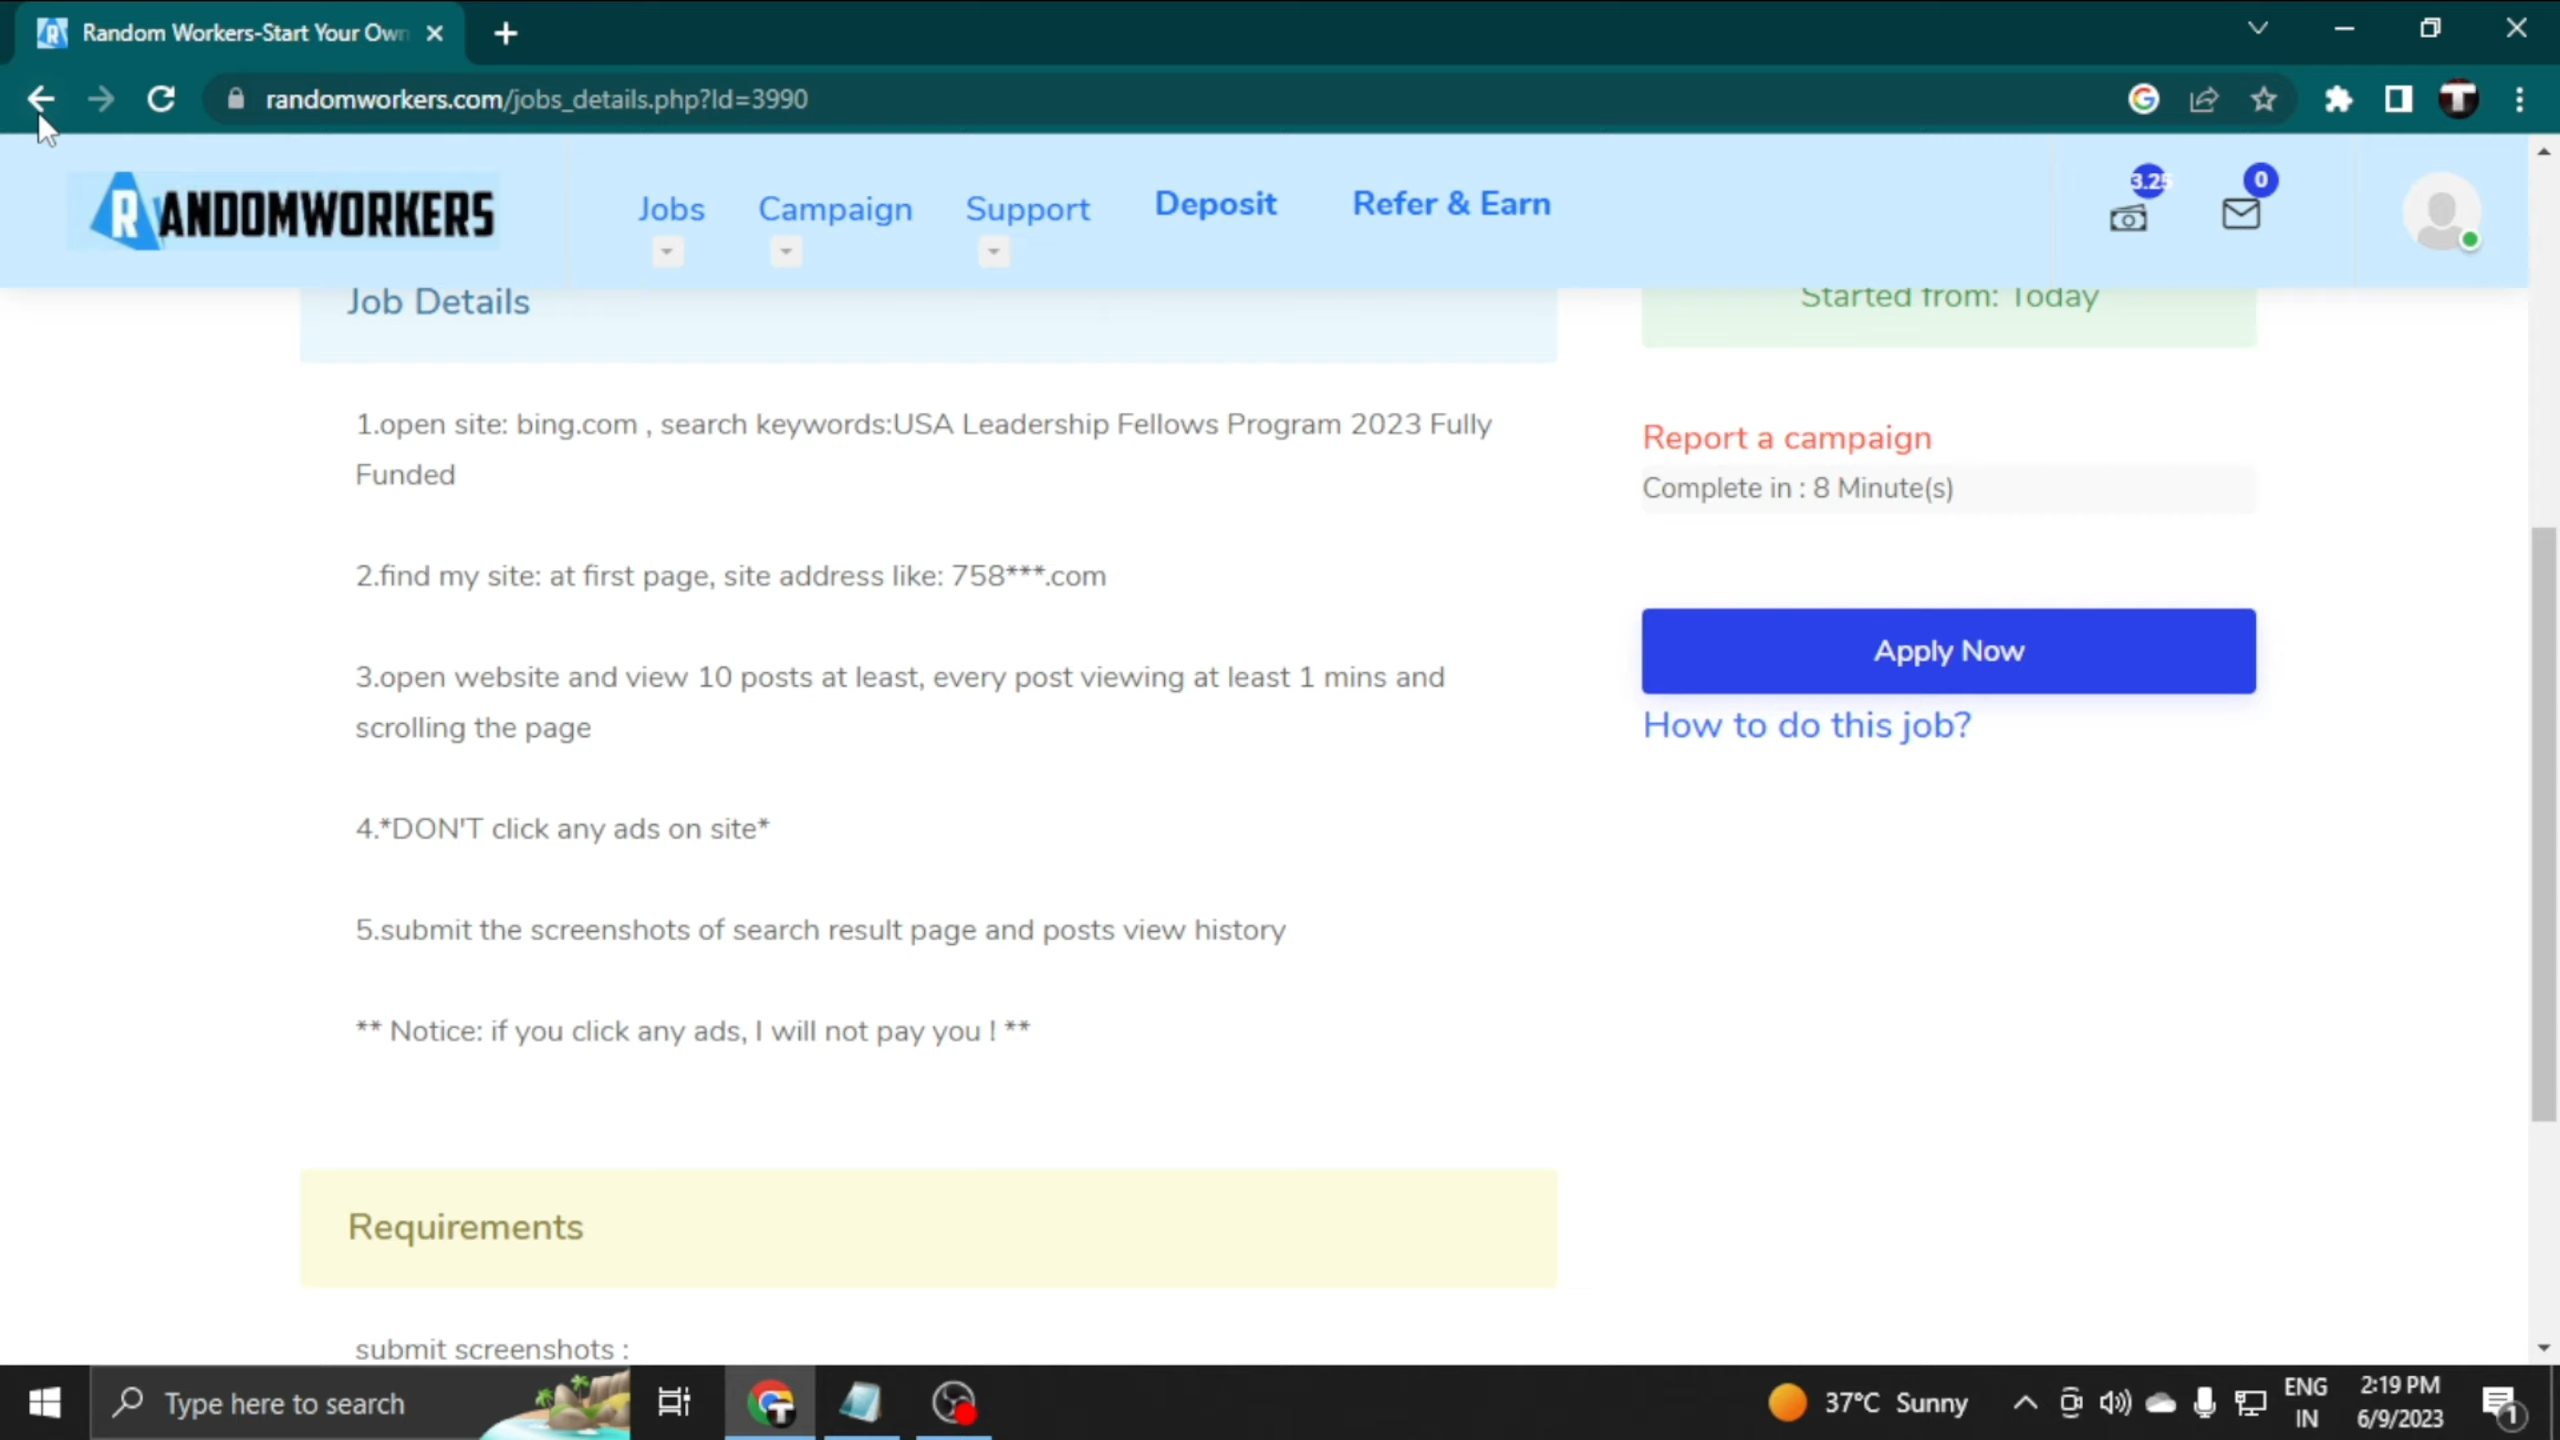 Random Workers-Start Your Own
randomworkers.com/jobs_details.php?Id=3990
RANDOMWORKERS
Jobs
Campaign
Support
Deposit
Refer & Earn
3.25
0
Job Details
Started from: Today
1.open site: bing.com , search keywords:USA Leadership Fellows Program 2023 Fully
Funded
2.find my site: at first page, site address like: 758***.com
3.open website and view 10 posts at least, every post viewing at least 1 mins and
scrolling the page
4.*DON'T click any ads on site*
5.submit the screenshots of search result page and posts view history
** Notice: if you click any ads, I will not pay you ! **
Report a campaign
Complete in : 8 Minute(s)
Apply Now
How to do this job?
Requirements
submit screenshots :
Type here to search
37°C Sunny
ENG
IN
2:19 PM
6/9/2023
1